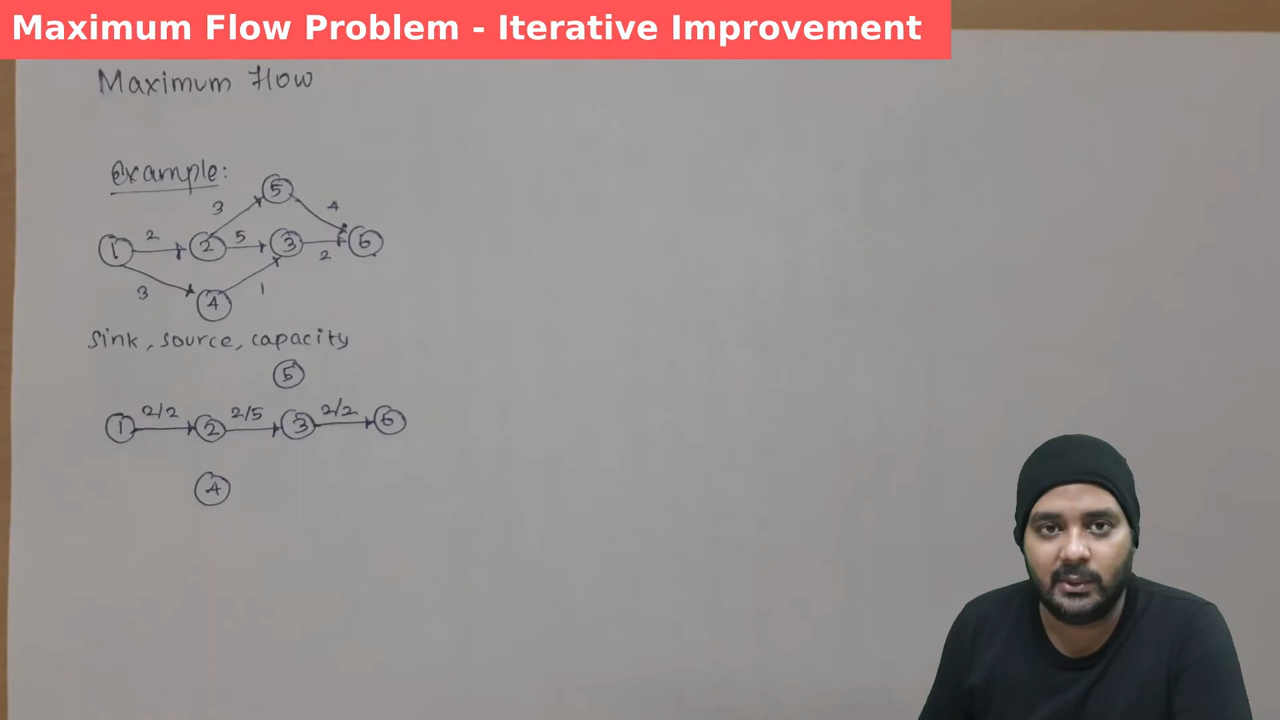 Maximum Flow Problem - Iterative Improvement
Maximum Flow
Example:
5
3 4
1 2 2 5 3 2 6
3 4 1
Sink, source, capacity
5
1 2/2 2 2/5 3 2/2 6
4